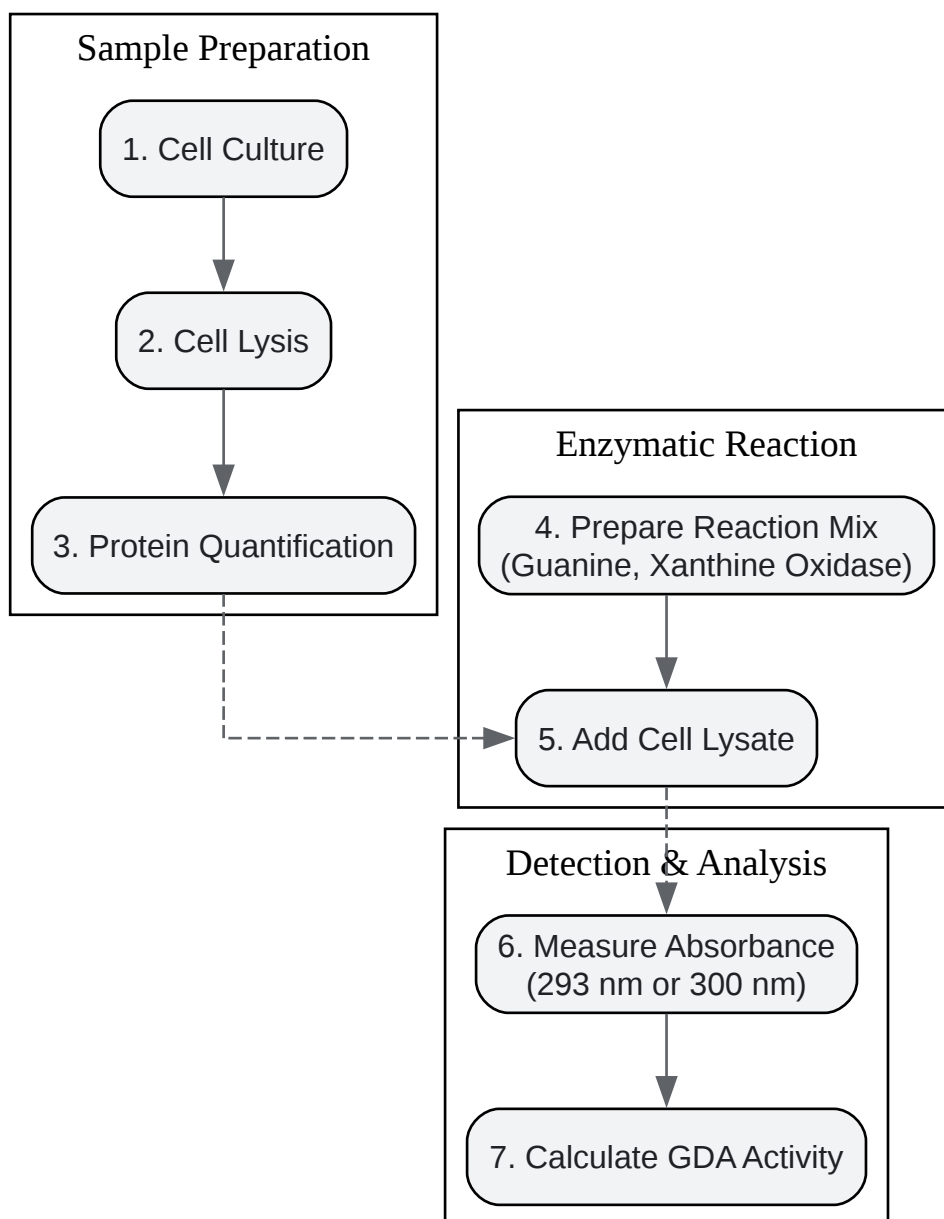 Sample Preparation
1. Cell Culture
2. Cell Lysis
3. Protein Quantification
Enzymatic Reaction
4. Prepare Reaction Mix
(Guanine, Xanthine Oxidase)
5. Add Cell Lysate
Detection & Analysis
6. Measure Absorbance
(293 nm or 300 nm)
7. Calculate GDA Activity